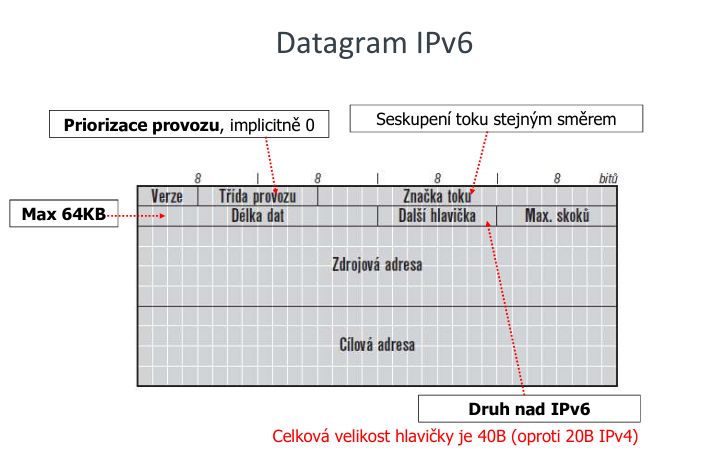 Datagram IPv6
Priorizace provozu, implicitně 0
Seskupení toku stejným směrem
8 8 8 8 bitů
Verze Třída provozu Značka toku
Max 64KB
Délka dat Další hlavička Max. skoků
Zdrojová adresa
Cílová adresa
Druh nad IPv6
Celková velikost hlavičky je 40B (oproti 20B IPv4)